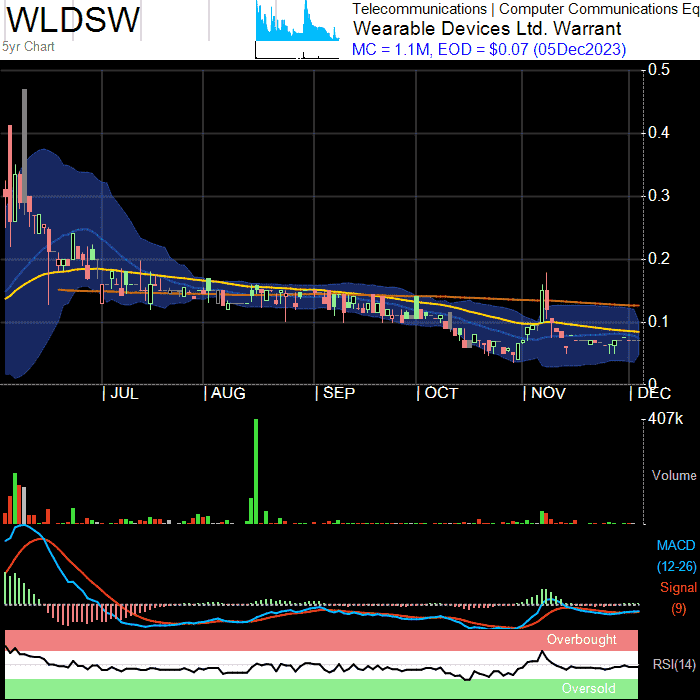 WLDSW
Telecommunications | Computer Communications Eq
Wearable Devices Ltd. Warrant
5yr Chart
MC = 1.1M, EOD = $0.07 (05Dec2023)
0.5
0.4
0.3
0.2
0.1
0
| JUL | AUG | SEP | OCT | NOV | DEC
407k
Volume
MACD
(12-26)
Signal
(9)
Overbought
RSI(14)
Oversold